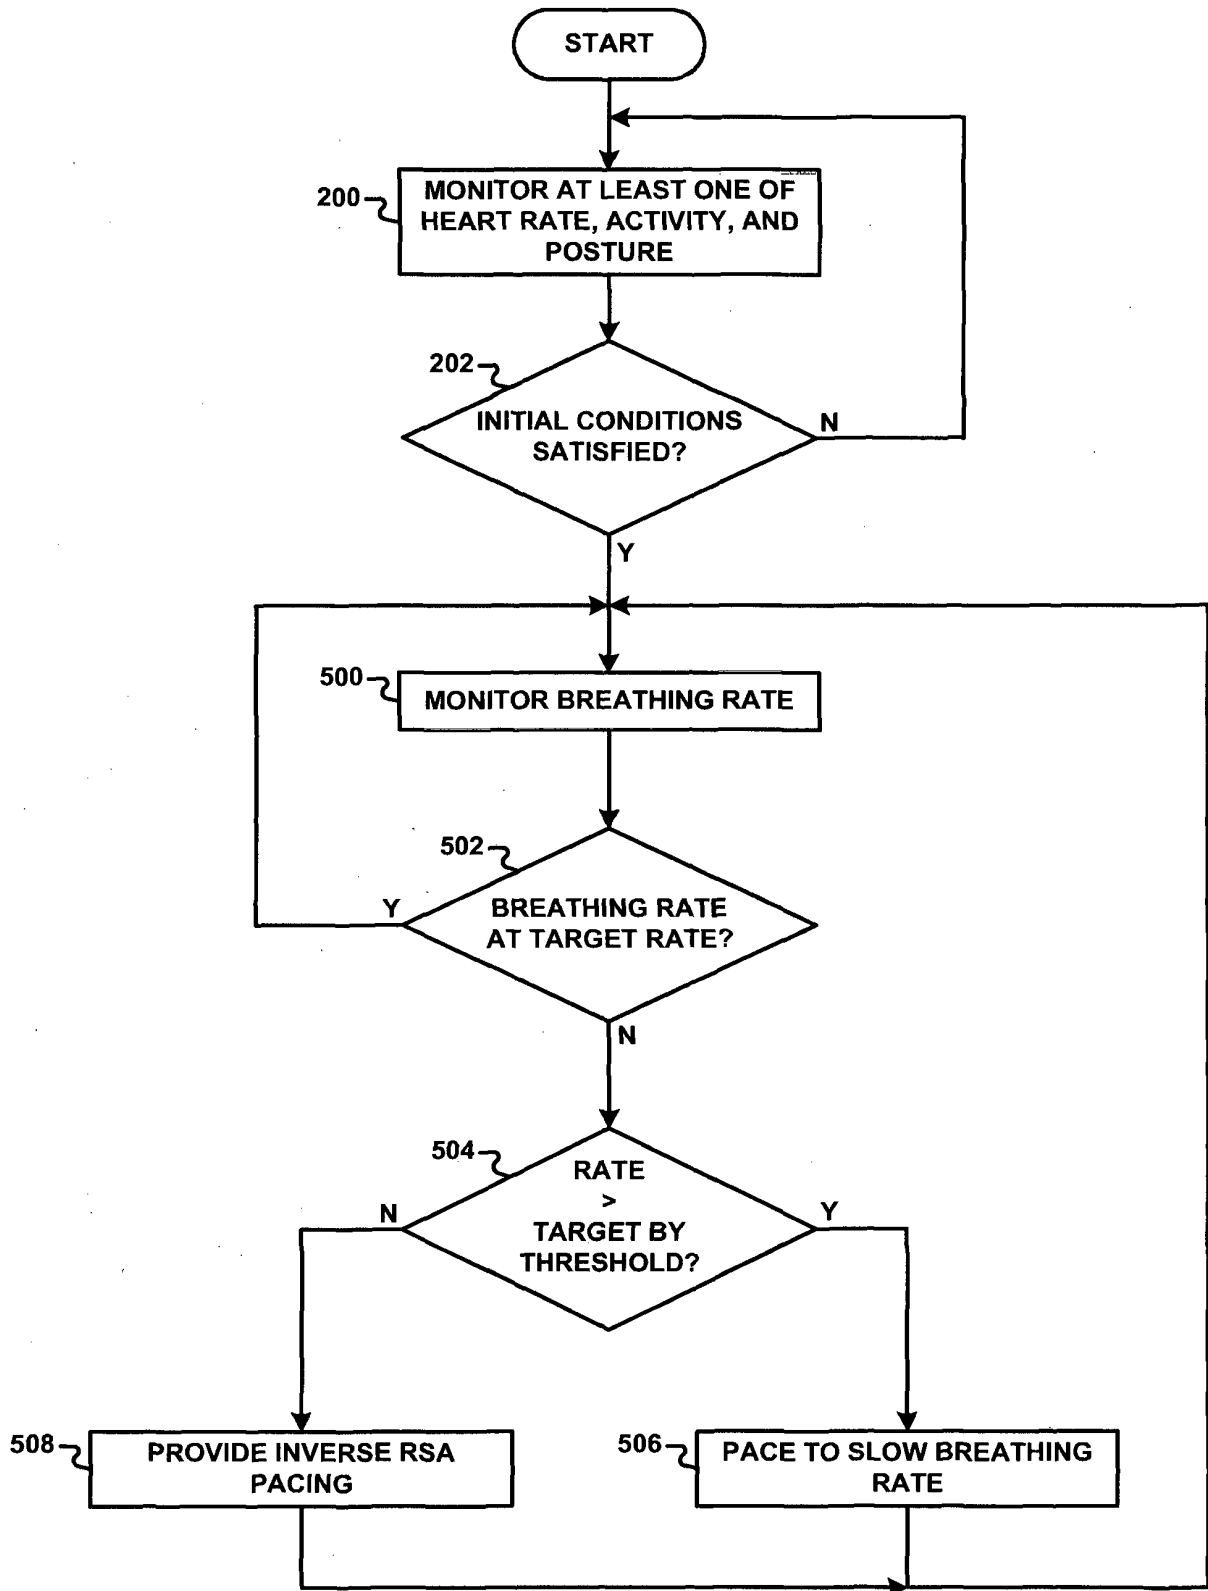 START
200
MONITOR AT LEAST ONE OF
HEART RATE, ACTIVITY, AND
POSTURE
202
INITIAL CONDITIONS
SATISFIED?
N
Y
500
MONITOR BREATHING RATE
502
Y
BREATHING RATE
AT TARGET RATE?
N
504
RATE
>
TARGET BY
THRESHOLD?
N
Y
508
PROVIDE INVERSE RSA
PACING
506
PACE TO SLOW BREATHING
RATE